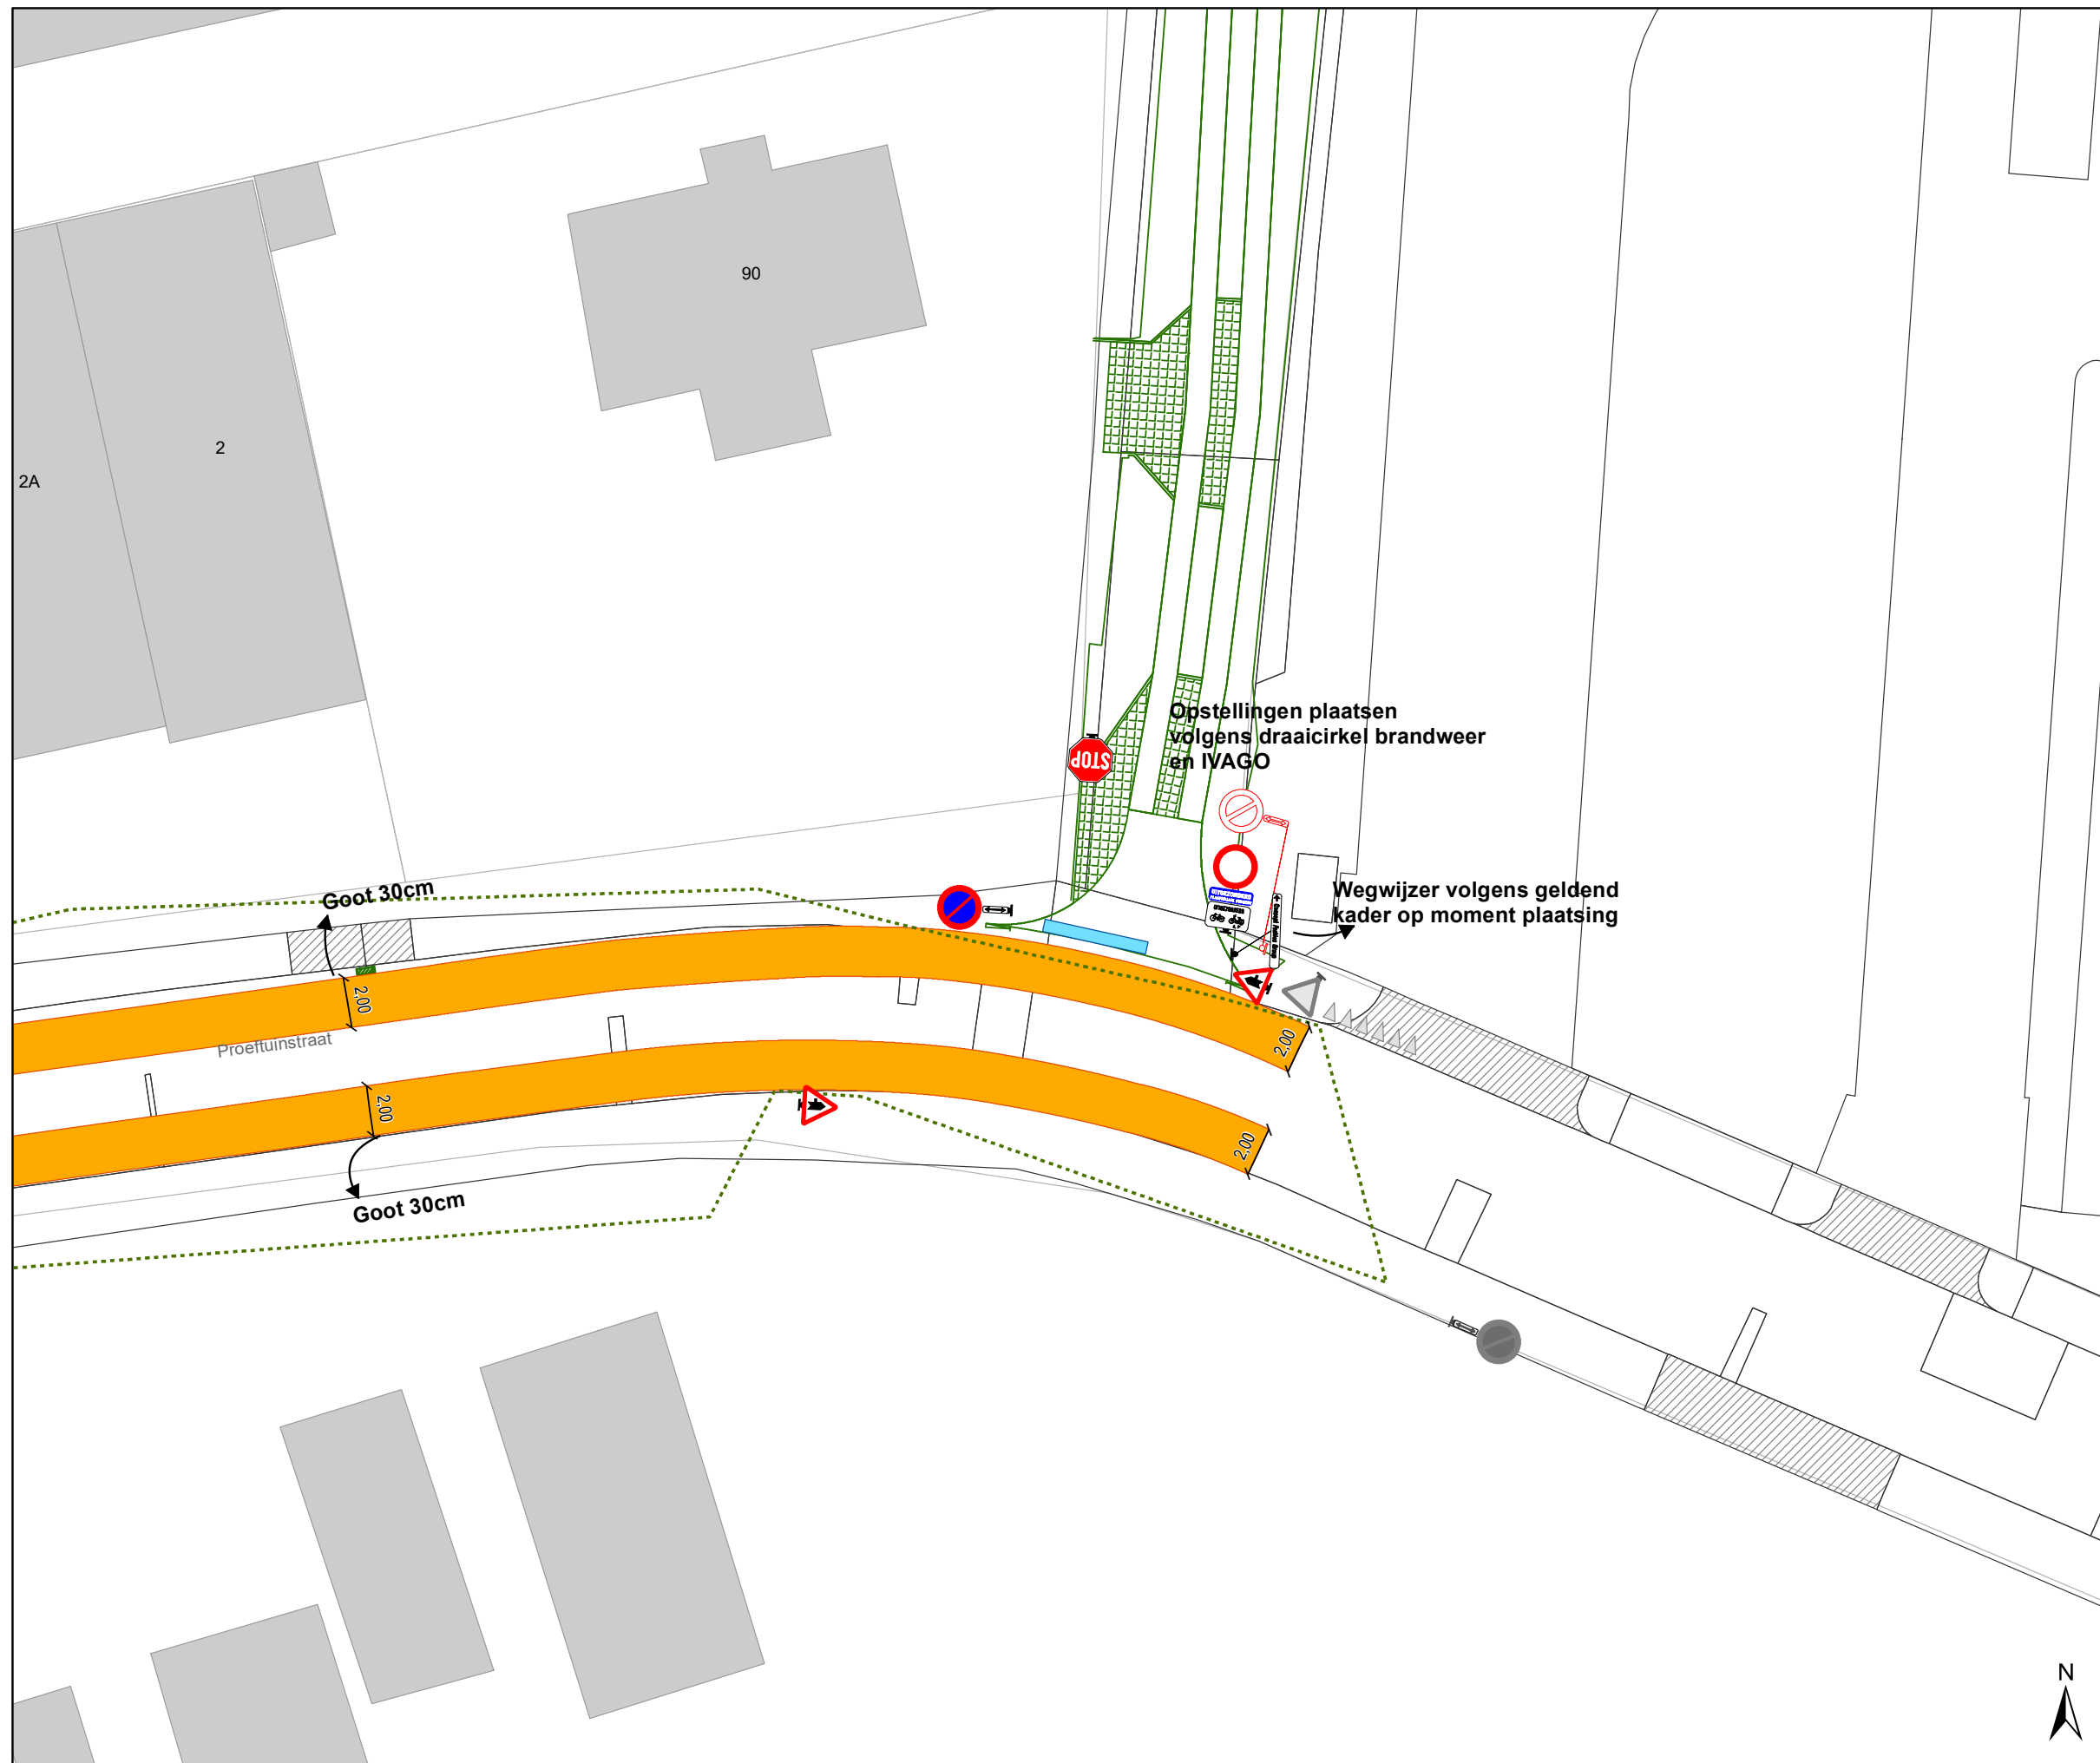 90
2
2A
Opstellingen plaatsen
volgens draaicirkel brandweer
en IVAGO
STOP
Wegwijzer volgens geldend
kader op moment plaatsing
Goot 30cm
2,00
Proeftuinstraat
2,00
2,00
2,00
Goot 30cm
N